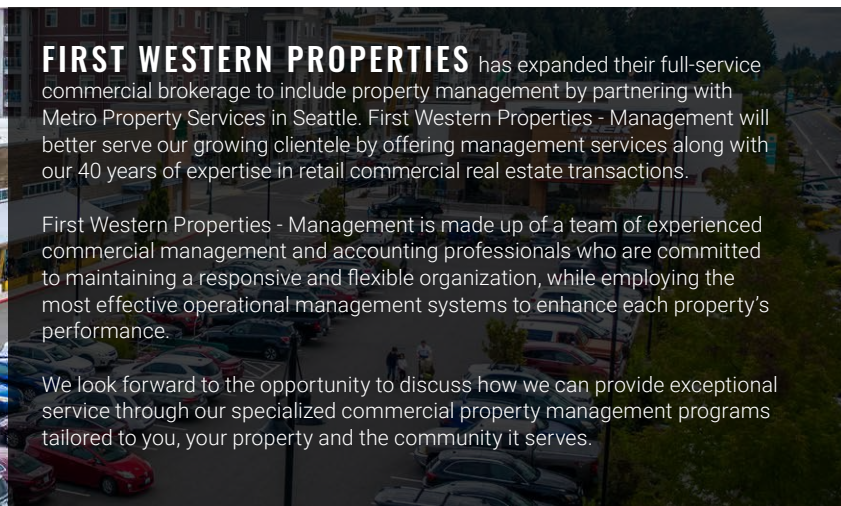 FIRST WESTERN PROPERTIES has expanded their full-service
commercial brokerage to include property management by partnering with
Metro Property Services in Seattle. First Western Properties - Management will
better serve our growing clientele by offering management services along with
our 40 years of expertise in retail commercial real estate transactions.
First Western Properties - Management is made up of a team of experienced
commercial management and accounting professionals who are committed
to maintaining a responsive and flexible organization, while employing the
most effective operational management systems to enhance each property’s
performance.
We look forward to the opportunity to discuss how we can provide exceptional
service through our specialized commercial property management programs
tailored to you, your property and the community it serves.
TREK